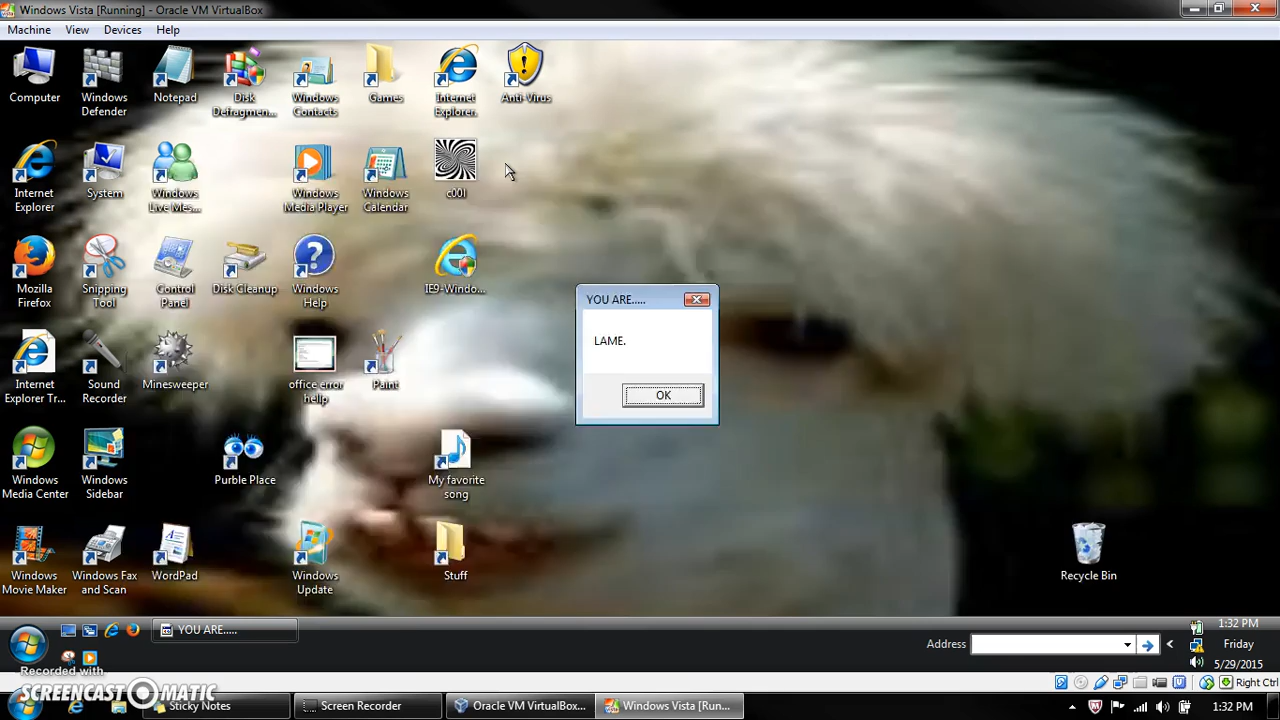 Windows Vista [Running] - Oracle VM VirtualBox
Machine View Devices Help
Computer
Windows Defender
Notepad
Disk Defragmen...
Windows Contacts
Games
Internet Explorer.
Anti-Virus
Internet Explorer
System
Windows Live Mes...
Windows Media Player
Windows Calendar
c00l
Mozilla Firefox
Snipping Tool
Control Panel
Disk Cleanup
Windows Help
IE9-Windo...
YOU ARE.....
LAME.
OK
Internet Explorer Tr...
Sound Recorder
Minesweeper
office error hellp
Paint
Windows Media Center
Windows Sidebar
Purble Place
My favorite song
Windows Movie Maker
Windows Fax and Scan
WordPad
Windows Update
Stuff
Recycle Bin
YOU ARE.....
Address
1:32 PM
Friday
5/29/2015
Recorded with
SCREENCAST-O-MATIC
Right Ctrl
Sticky Notes
Screen Recorder
Oracle VM VirtualBo...
Windows Vista [Run...
1:32 PM